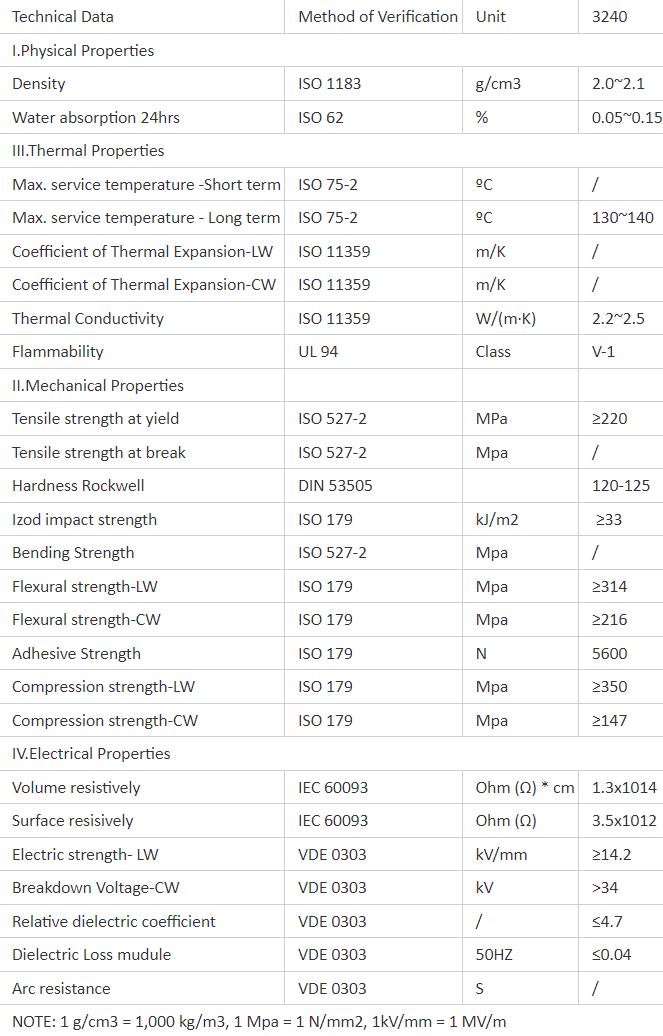 Technical Data Method of Verification Unit 3240
I.Physical Properties
Density ISO 1183 g/cm3 2.0~2.1
Water absorption 24hrs ISO 62 % 0.05~0.15
III.Thermal Properties
Max. service temperature -Short term ISO 75-2 ºC /
Max. service temperature - Long term ISO 75-2 ºC 130~140
Coefficient of Thermal Expansion-LW ISO 11359 m/K /
Coefficient of Thermal Expansion-CW ISO 11359 m/K /
Thermal Conductivity ISO 11359 W/(m·K) 2.2~2.5
Flammability UL 94 Class V-1
II.Mechanical Properties
Tensile strength at yield ISO 527-2 MPa ≥220
Tensile strength at break ISO 527-2 Mpa /
Hardness Rockwell DIN 53505 120-125
Izod impact strength ISO 179 kJ/m2 ≥33
Bending Strength ISO 527-2 Mpa /
Flexural strength-LW ISO 179 Mpa ≥314
Flexural strength-CW ISO 179 Mpa ≥216
Adhesive Strength ISO 179 N 5600
Compression strength-LW ISO 179 Mpa ≥350
Compression strength-CW ISO 179 Mpa ≥147
IV.Electrical Properties
Volume resistively IEC 60093 Ohm (Ω) * cm 1.3x1014
Surface resisively IEC 60093 Ohm (Ω) 3.5x1012
Electric strength- LW VDE 0303 kV/mm ≥14.2
Breakdown Voltage-CW VDE 0303 kV >34
Relative dielectric coefficient VDE 0303 / ≤4.7
Dielectric Loss mudule VDE 0303 50HZ ≤0.04
Arc resistance VDE 0303 S /
NOTE: 1 g/cm3 = 1,000 kg/m3, 1 Mpa = 1 N/mm2, 1kV/mm = 1 MV/m